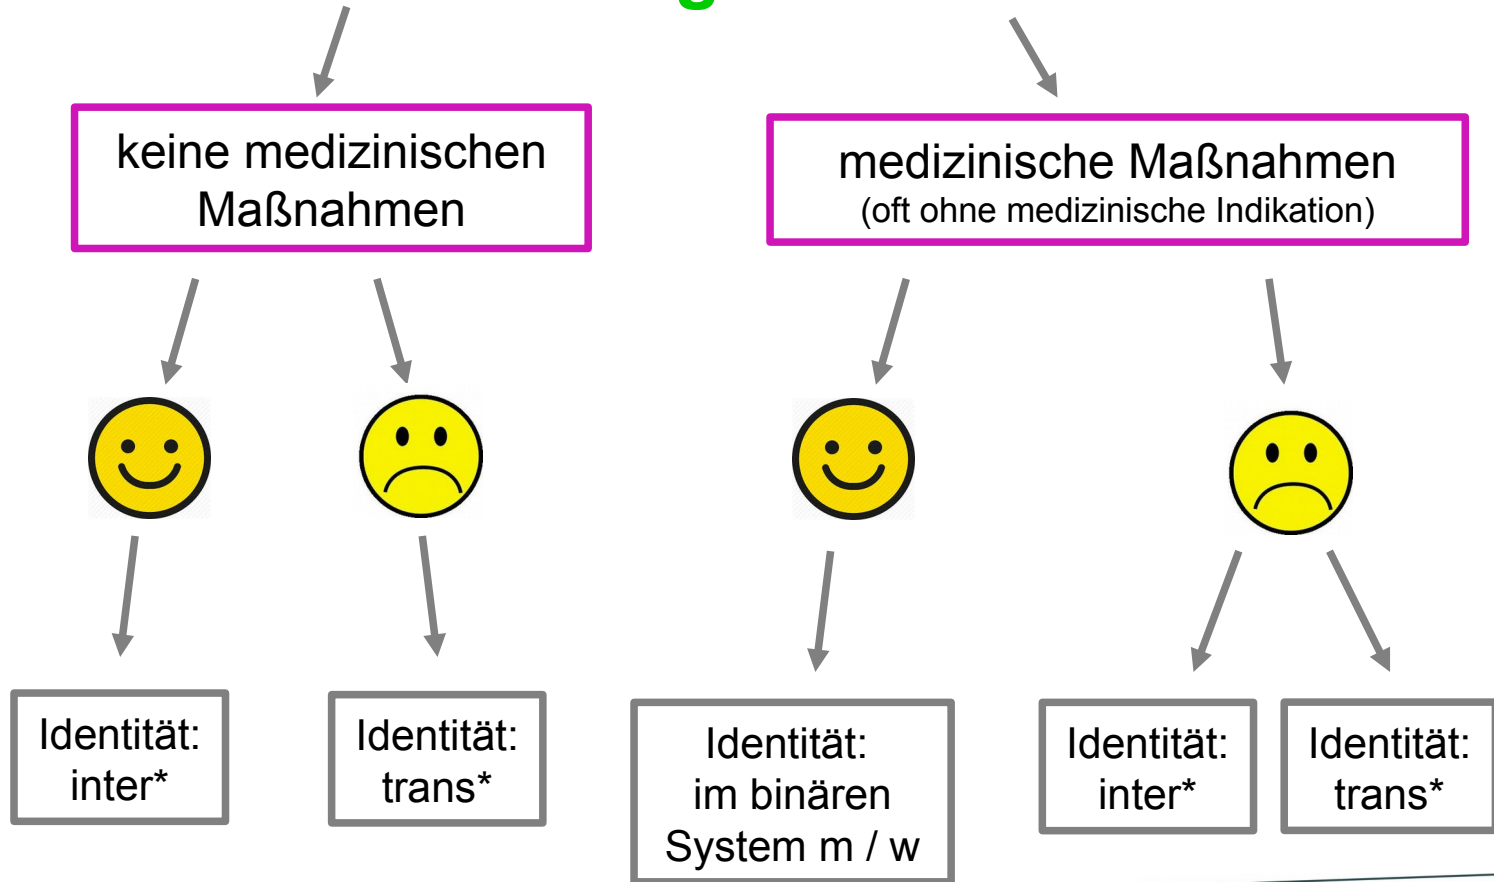 keine medizinischen
Maßnahmen
medizinische Maßnahmen
(oft ohne medizinische Indikation)
Identität:
inter*
Identität:
trans*
Identität:
im binären
System m / w
Identität:
inter*
Identität:
trans*